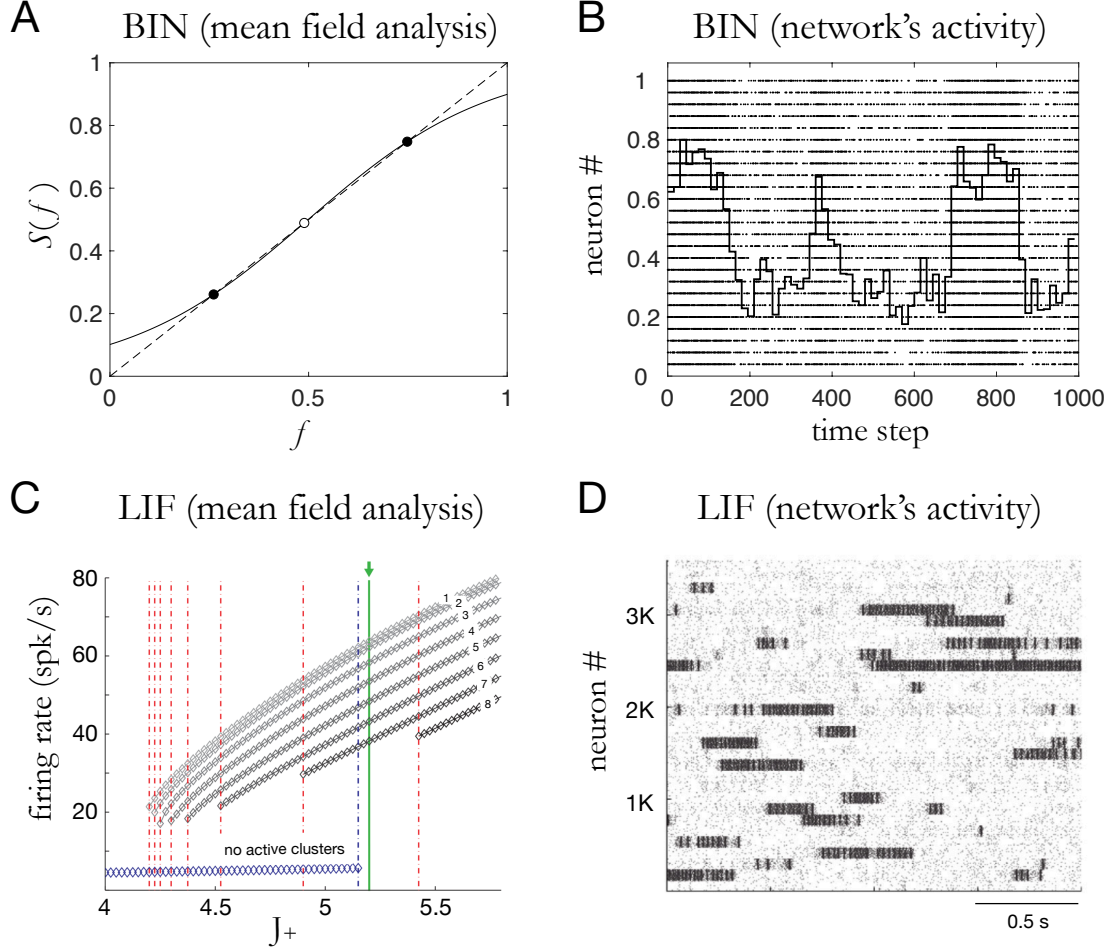 A
BIN (mean field analysis)
S(f)
1
0.8
0.6
0.4
0.2
0
0
0.5
1
f
B
BIN (network's activity)
neuron #
1
0.8
0.6
0.4
0.2
0
0
200
400
600
800
1000
time step
C
LIF (mean field analysis)
firing rate (spk/s)
80
60
40
20
1
2
3
4
5
6
7
8
no active clusters
4
4.5
5
5.5
J+
D
LIF (network's activity)
neuron #
3K
2K
1K
0.5 s